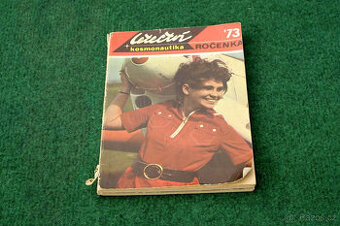 Letectví '73
+ kosmonautika ROČENKA